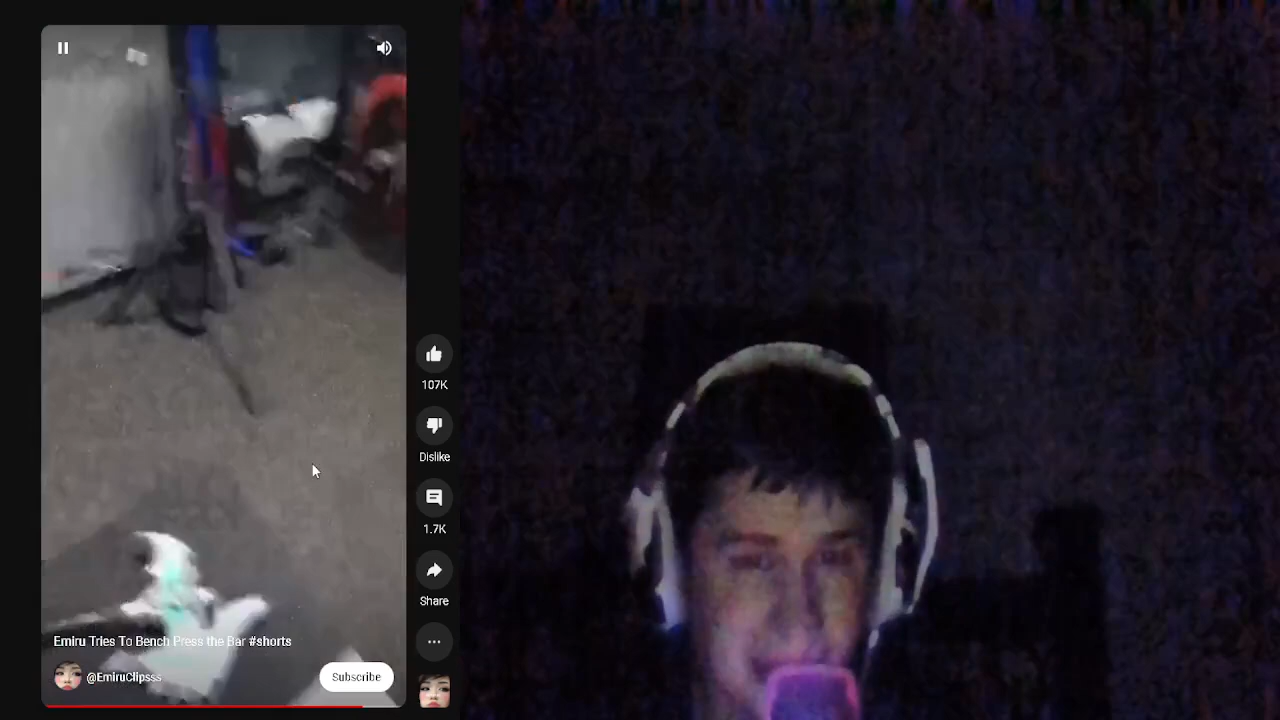 107K
Dislike
1.7K
Share
Emiru Tries To Bench Press the Bar #shorts
@EmiruClipsss
Subscribe